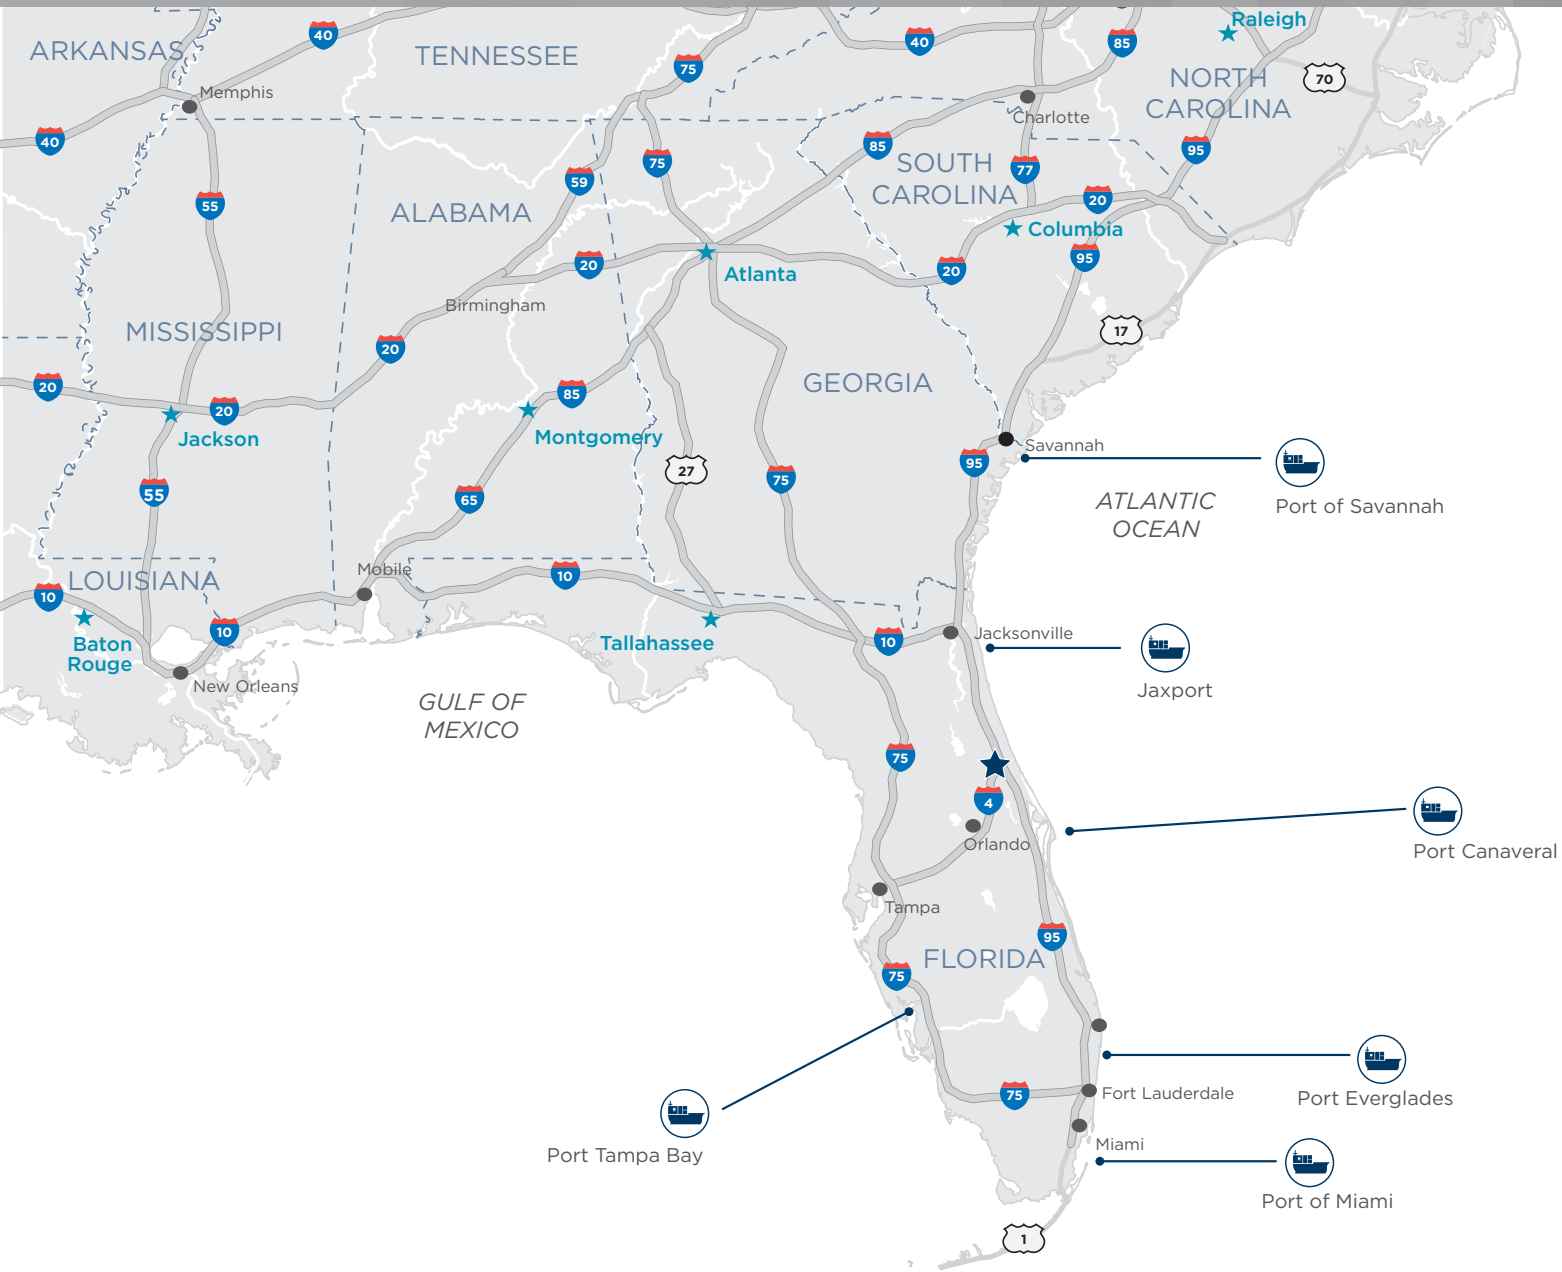 Raleigh
ARKANSAS
40
TENNESSEE
40
85
75
NORTH
CAROLINA
70
Memphis
Charlotte
40
85
95
75
SOUTH
CAROLINA
77
59
20
55
ALABAMA
Columbia
20
95
20
Atlanta
Birmingham
MISSISSIPPI
17
20
GEORGIA
20
85
20
Jackson
Montgomery
Savannah
95
27
75
55
65
ATLANTIC
OCEAN
Port of Savannah
Mobile
10
LOUISIANA
10
10
Baton
Rouge
Tallahassee
10
Jacksonville
New Orleans
Jaxport
GULF OF
MEXICO
75
4
Orlando
Port Canaveral
Tampa
95
FLORIDA
75
75
Fort Lauderdale
Port Everglades
Miami
Port Tampa Bay
Port of Miami
1